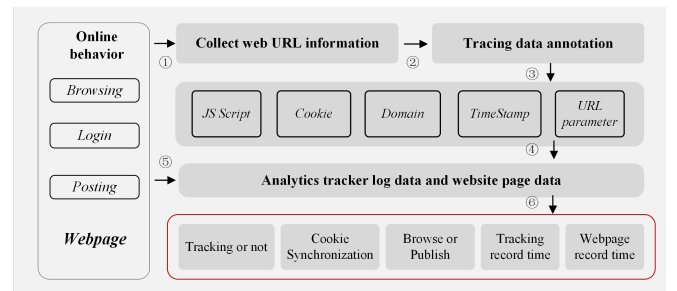 Online
behavior
Browsing
Login
Posting
Webpage
①
Collect web URL information
②
Tracing data annotation
③
JS Script
Cookie
Domain
TimeStamp
URL
parameter
④
⑤
Analytics tracker log data and website page data
⑥
Tracking or not
Cookie
Synchronization
Browse or
Publish
Tracking
record time
Webpage
record time